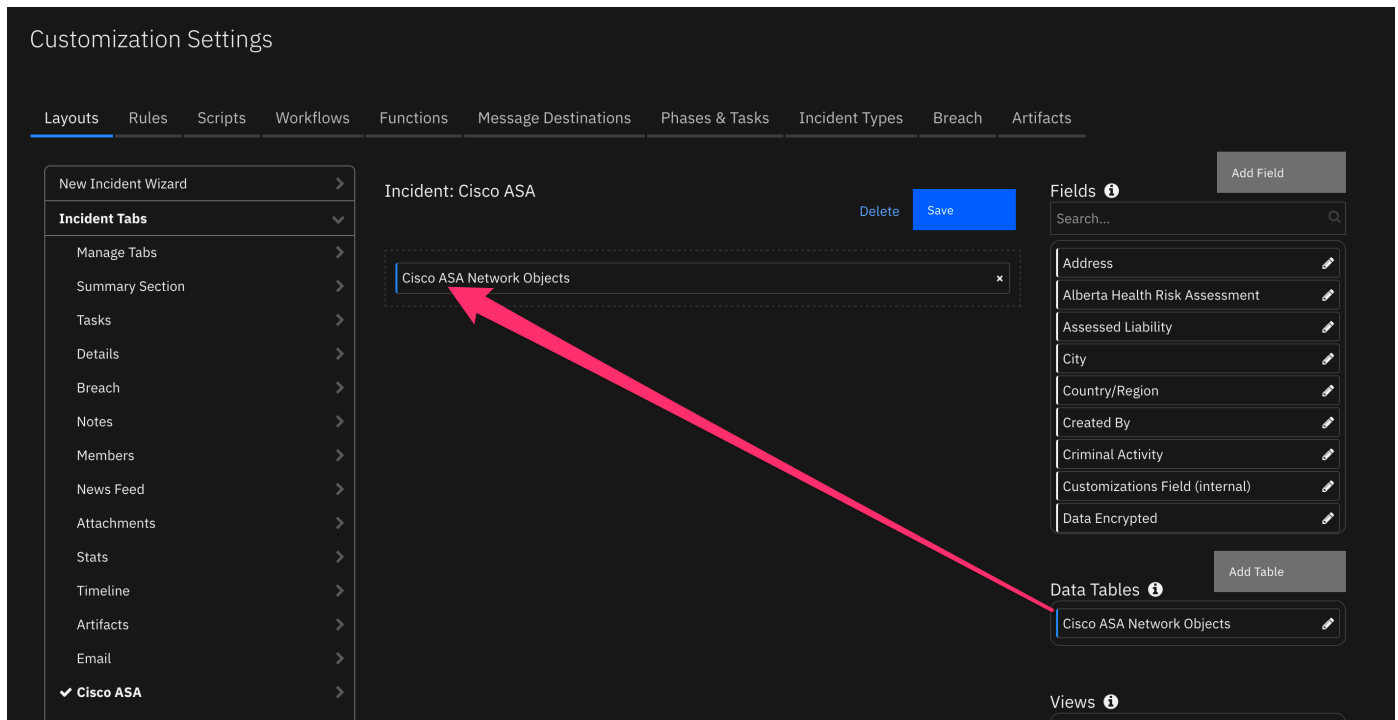 Customization Settings
Layouts Rules Scripts Workflows Functions Message Destinations Phases & Tasks Incident Types Breach Artifacts
New Incident Wizard
Incident Tabs
Manage Tabs
Summary Section
Tasks
Details
Breach
Notes
Members
News Feed
Attachments
Stats
Timeline
Artifacts
Email
Cisco ASA
Incident: Cisco ASA
Delete
Save
Cisco ASA Network Objects
Add Field
Fields
Search...
Address
Alberta Health Risk Assessment
Assessed Liability
City
Country/Region
Created By
Criminal Activity
Customizations Field (internal)
Data Encrypted
Add Table
Data Tables
Cisco ASA Network Objects
Views